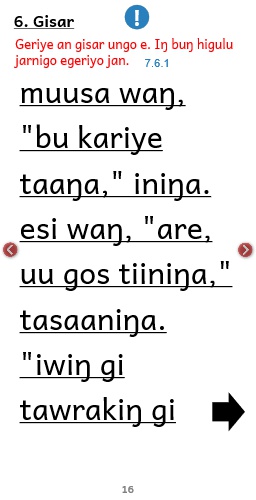 6. Gisar
!
Geriye an gisar ungo e. Iŋ buŋ higulu
jarnigo egeriyo jan. 7.6.1
muusa waŋ,
"bu kariye
taaŋa," iniŋa.
esi waŋ, "are,
uu gos tiiniŋa,"
tasaaniŋa.
"iwiŋ gi
tawrakiŋ gi
16